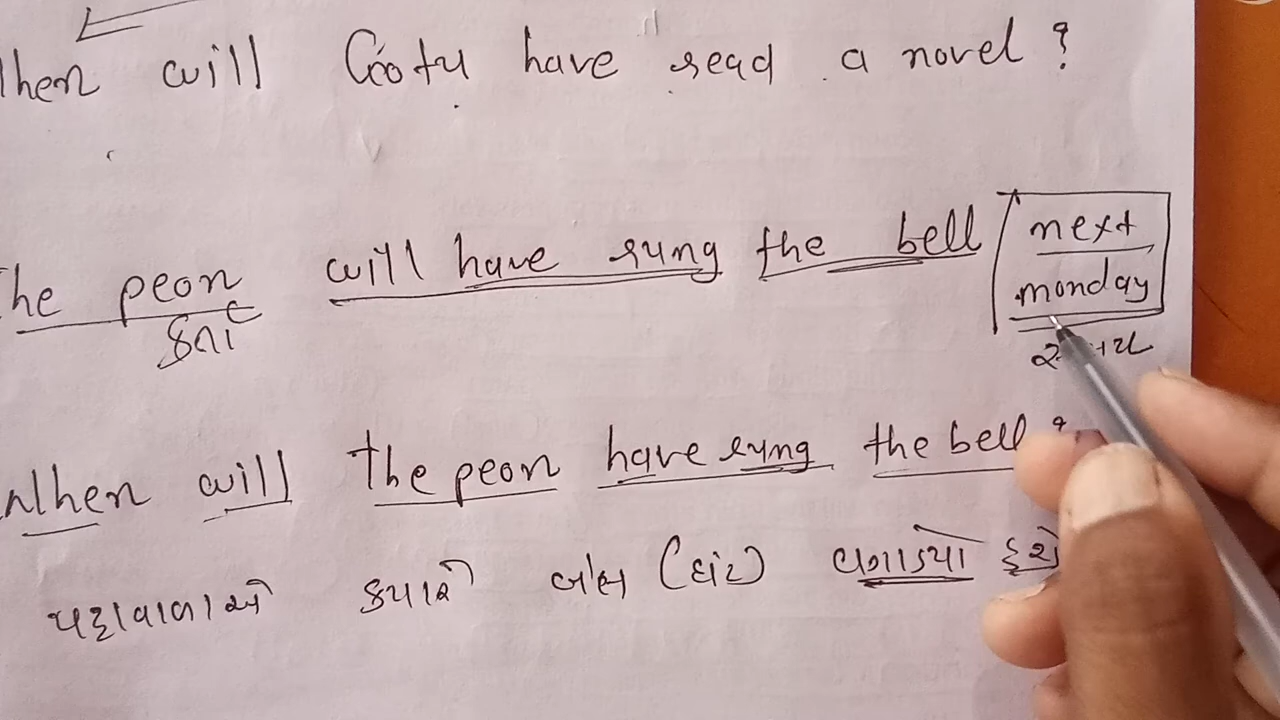 When will Gotu have read a novel?
The peon will have rung the bell next
monday
કર્તા
સમય
When will the peon have rung the bell?
પટ્ટાવાળાએ ક્યારે બેલ (ઘંટ) વગાડ્યો હશે